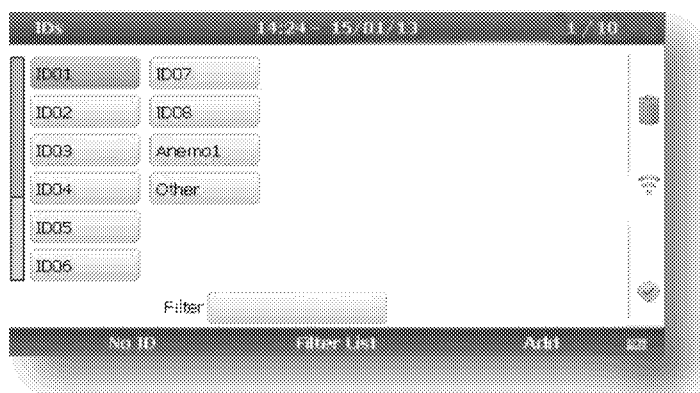 IDs 14:24 - 15/01/13 1 / 10
ID01 ID07
ID02 ID08
ID03 Anemo1
ID04 Other
ID05
ID06
Filter
No ID Filter List Add